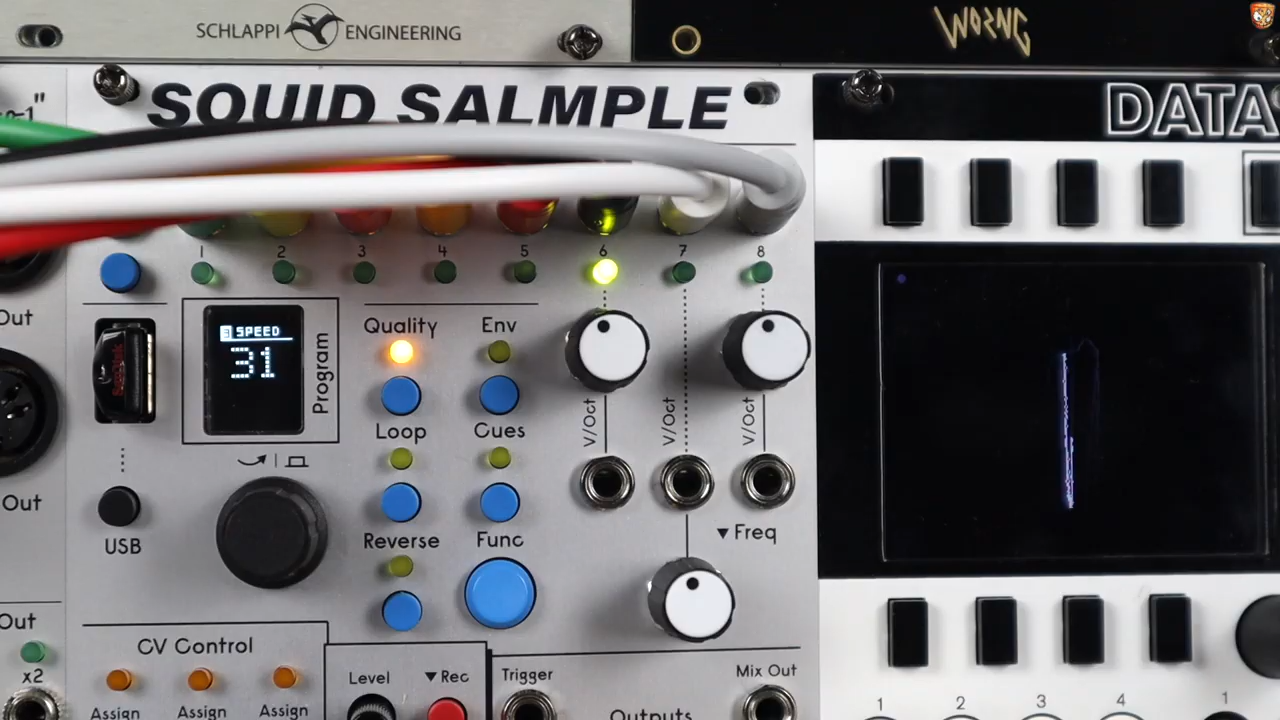 SCHLAPPI ENGINEERING
WORNG
SQUID SALMPLE
DATA
1 2 3 4 5 6 7 8
Out
SPEED
31
Program
Quality
Env
Loop
Cues
Reverse
Func
V/Oct
V/Oct
V/Oct
▼Freq
Out
USB
Out
x2
CV Control
Assign
Assign
Assign
Level
▼Rec
Trigger
Mix Out
Outputs
1 2 3 4 1